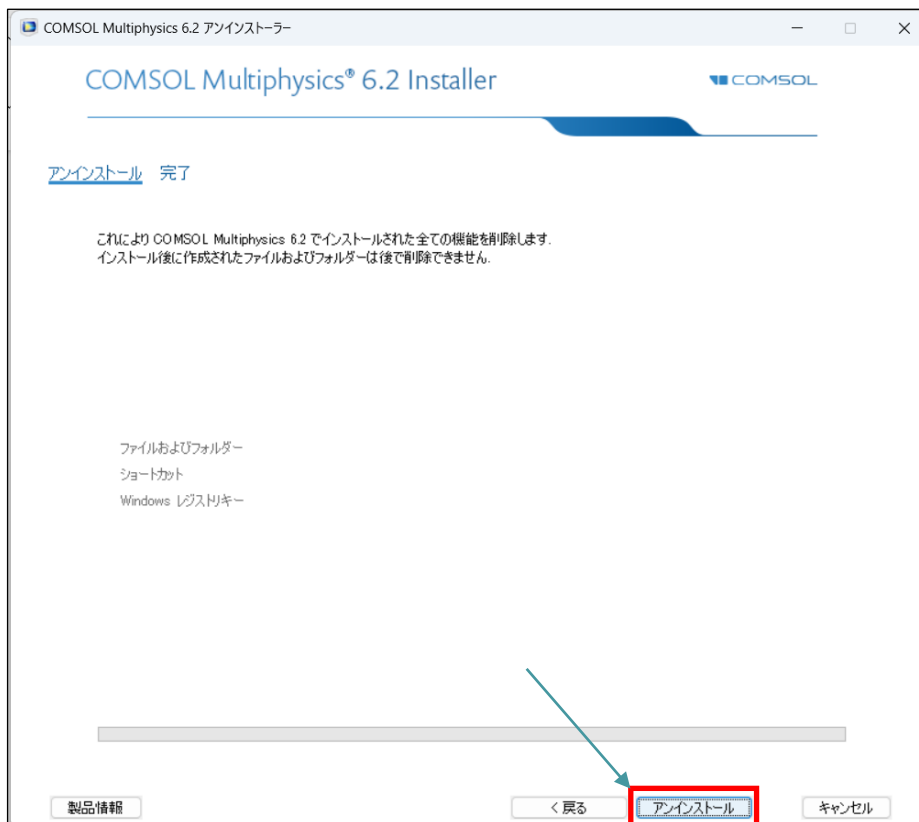 COMSOL Multiphysics 6.2 アンインストーラー
COMSOL Multiphysics® 6.2 Installer
COMSOL
アンインストール 完了
これにより COMSOL Multiphysics 6.2 でインストールされた全ての機能を削除します.
インストール後に作成されたファイルおよびフォルダーは後で削除できません.
ファイルおよびフォルダー
ショートカット
Windows レジストリキー
製品情報 < 戻る アンインストール キャンセル